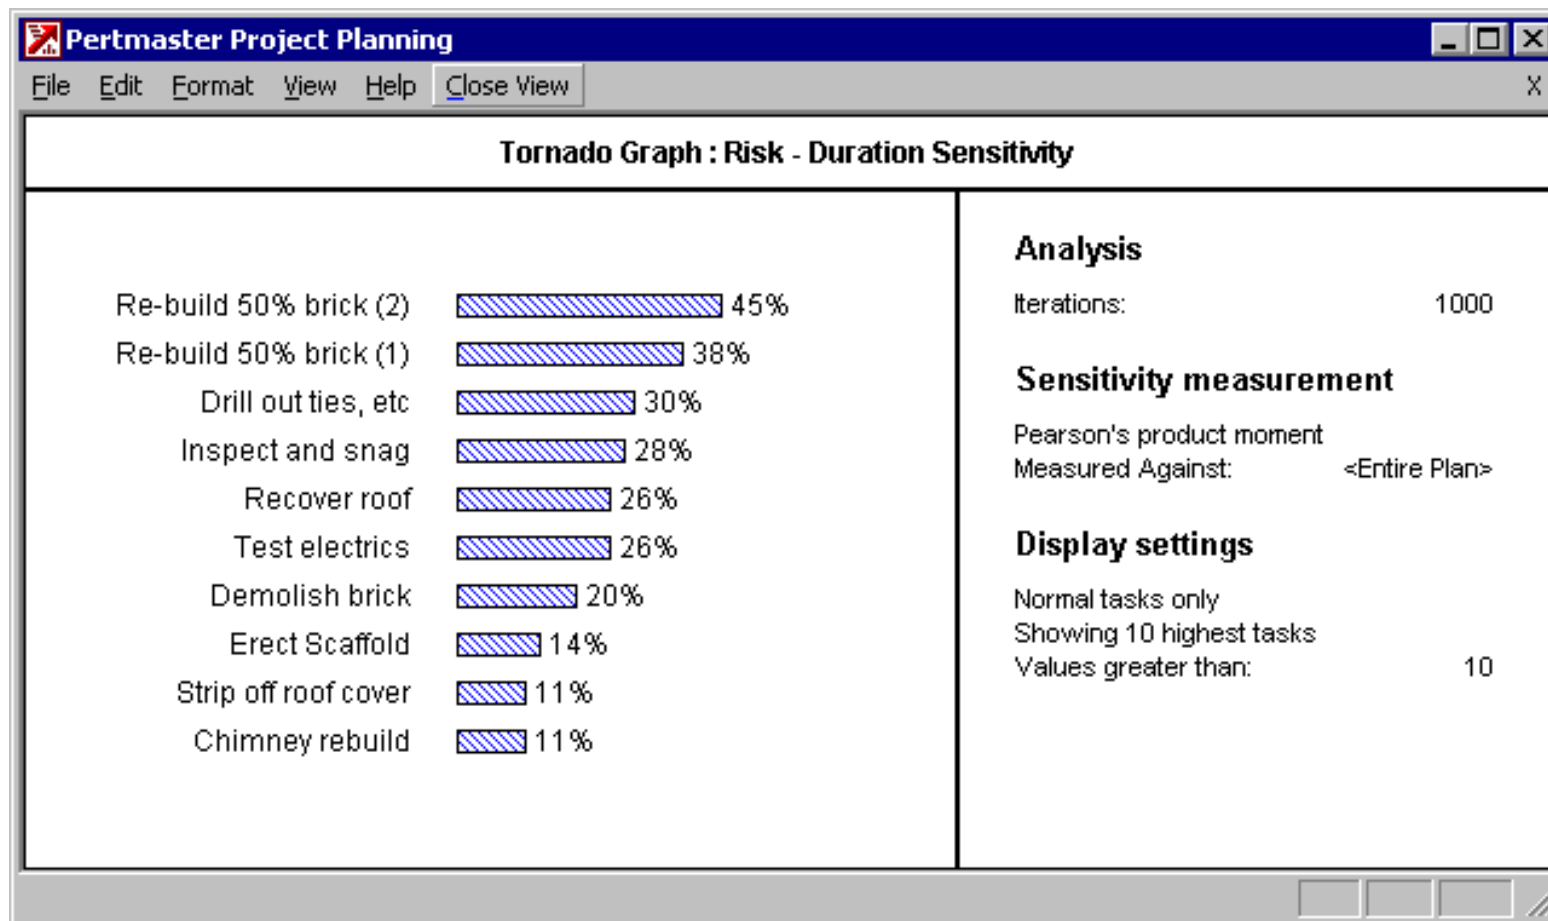 Pertmaster Project Planning
File Edit Format View Help Close View X
Tornado Graph : Risk - Duration Sensitivity
Re-build 50% brick (2) 45%
Re-build 50% brick (1) 38%
Drill out ties, etc 30%
Inspect and snag 28%
Recover roof 26%
Test electrics 26%
Demolish brick 20%
Erect Scaffold 14%
Strip off roof cover 11%
Chimney rebuild 11%
Analysis
Iterations: 1000
Sensitivity measurement
Pearson's product moment
Measured Against: <Entire Plan>
Display settings
Normal tasks only
Showing 10 highest tasks
Values greater than: 10